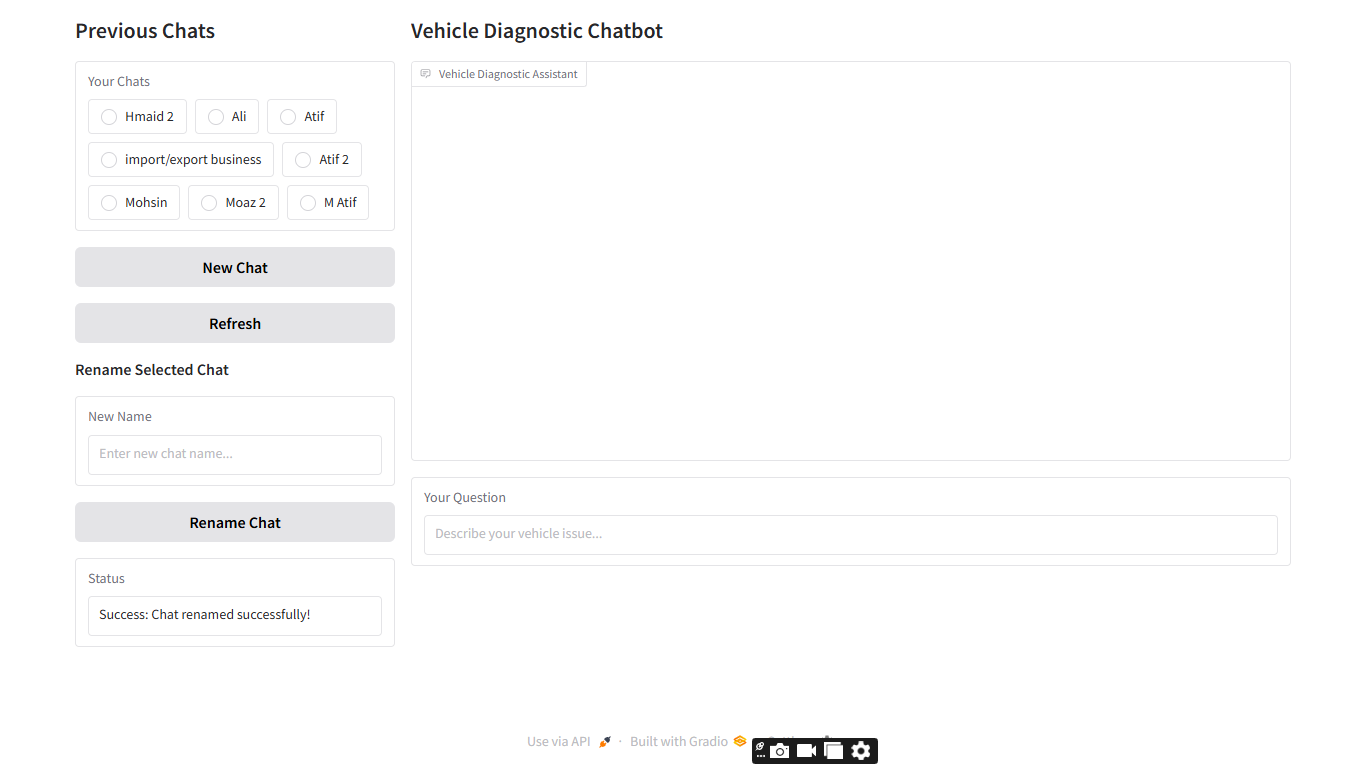 Previous Chats
Your Chats
Hmaid 2
Ali
Atif
import/export business
Atif 2
Mohsin
Moaz 2
M Atif
New Chat
Refresh
Rename Selected Chat
New Name
Enter new chat name...
Rename Chat
Status
Success: Chat renamed successfully!
Vehicle Diagnostic Chatbot
Vehicle Diagnostic Assistant
Your Question
Describe your vehicle issue...
Use via API · Built with Gradio